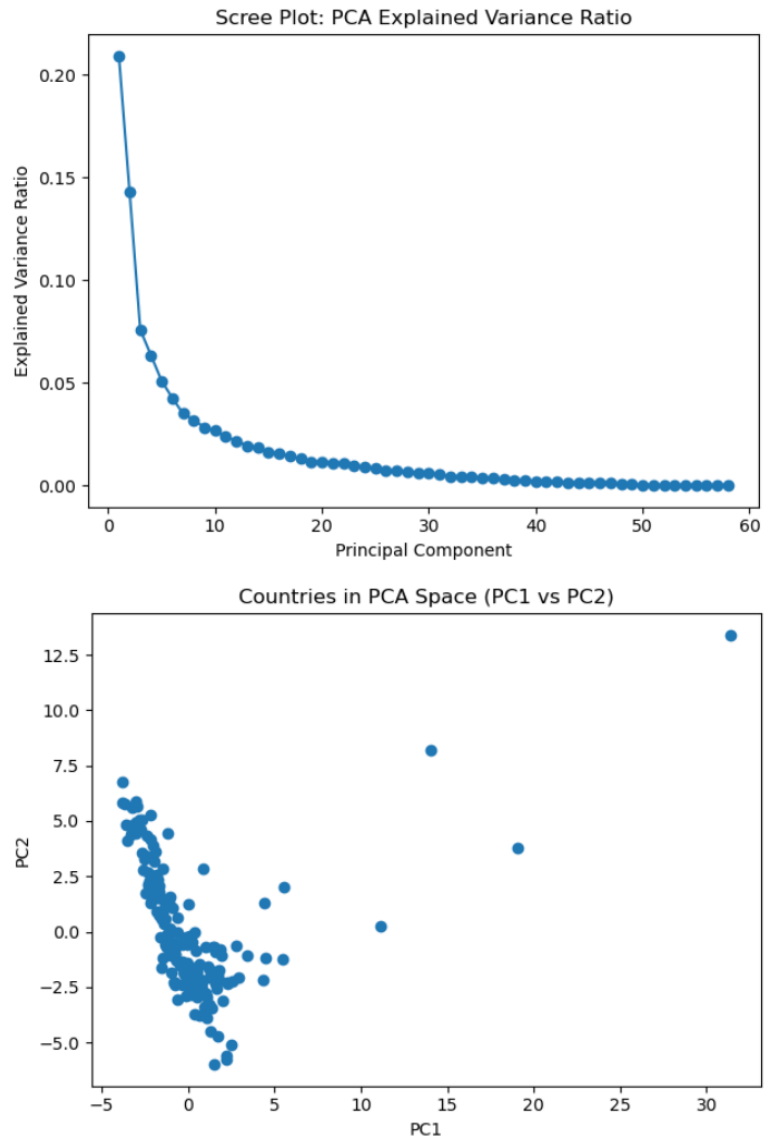 Scree Plot: PCA Explained Variance Ratio
0.20
0.15
0.10
0.05
0.00
Explained Variance Ratio
0 10 20 30 40 50 60
Principal Component
Countries in PCA Space (PC1 vs PC2)
12.5
10.0
7.5
5.0
2.5
0.0
−2.5
−5.0
PC2
−5 0 5 10 15 20 25 30
PC1